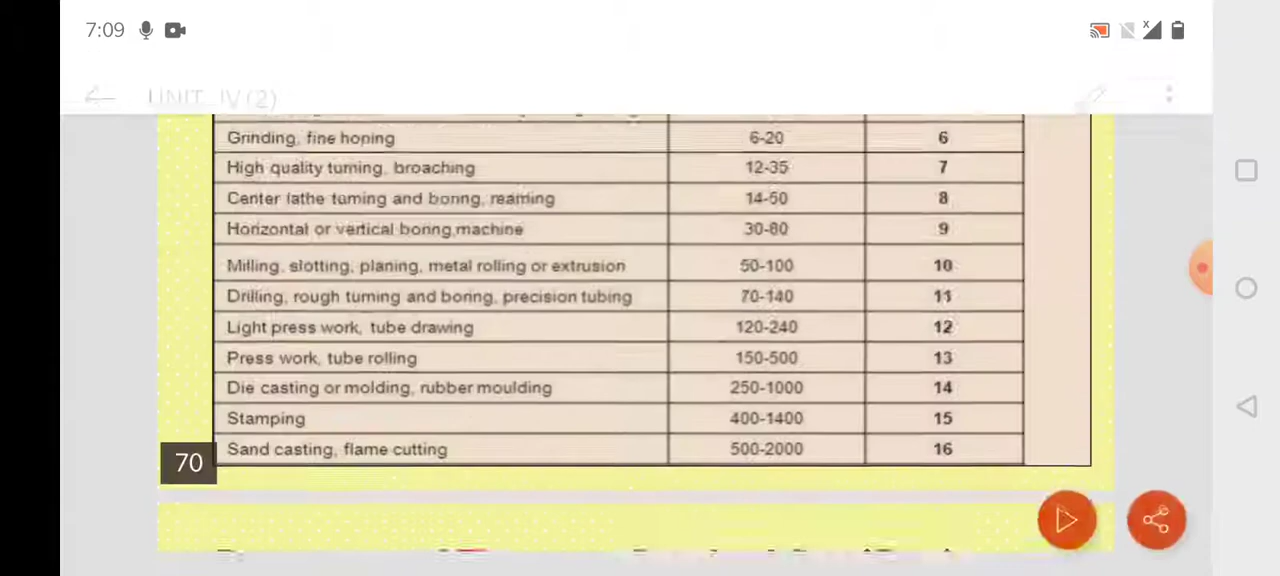 7:09
UNIT_IV (2)
Grinding, fine honing 6-20 6
High quality turning, broaching 12-35 7
Center lathe turning and boring, reaming 14-50 8
Horizontal or vertical boring,machine 30-80 9
Milling, slotting, planing, metal rolling or extrusion 50-100 10
Drilling, rough turning and boring, precision tubing 70-140 11
Light press work, tube drawing 120-240 12
Press work, tube rolling 150-500 13
Die casting or molding, rubber moulding 250-1000 14
Stamping 400-1400 15
Sand casting, flame cutting 500-2000 16
70